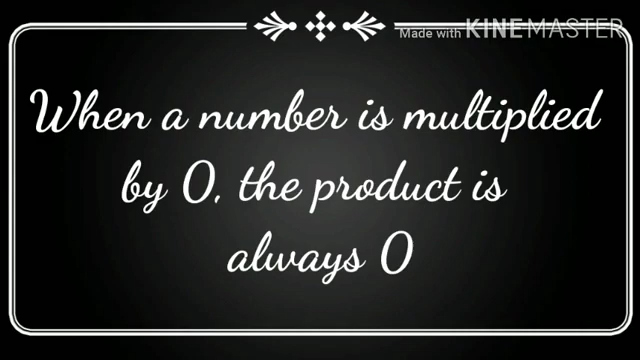 Made with KINEMASTER
When a number is multiplied
by 0, the product is
always 0